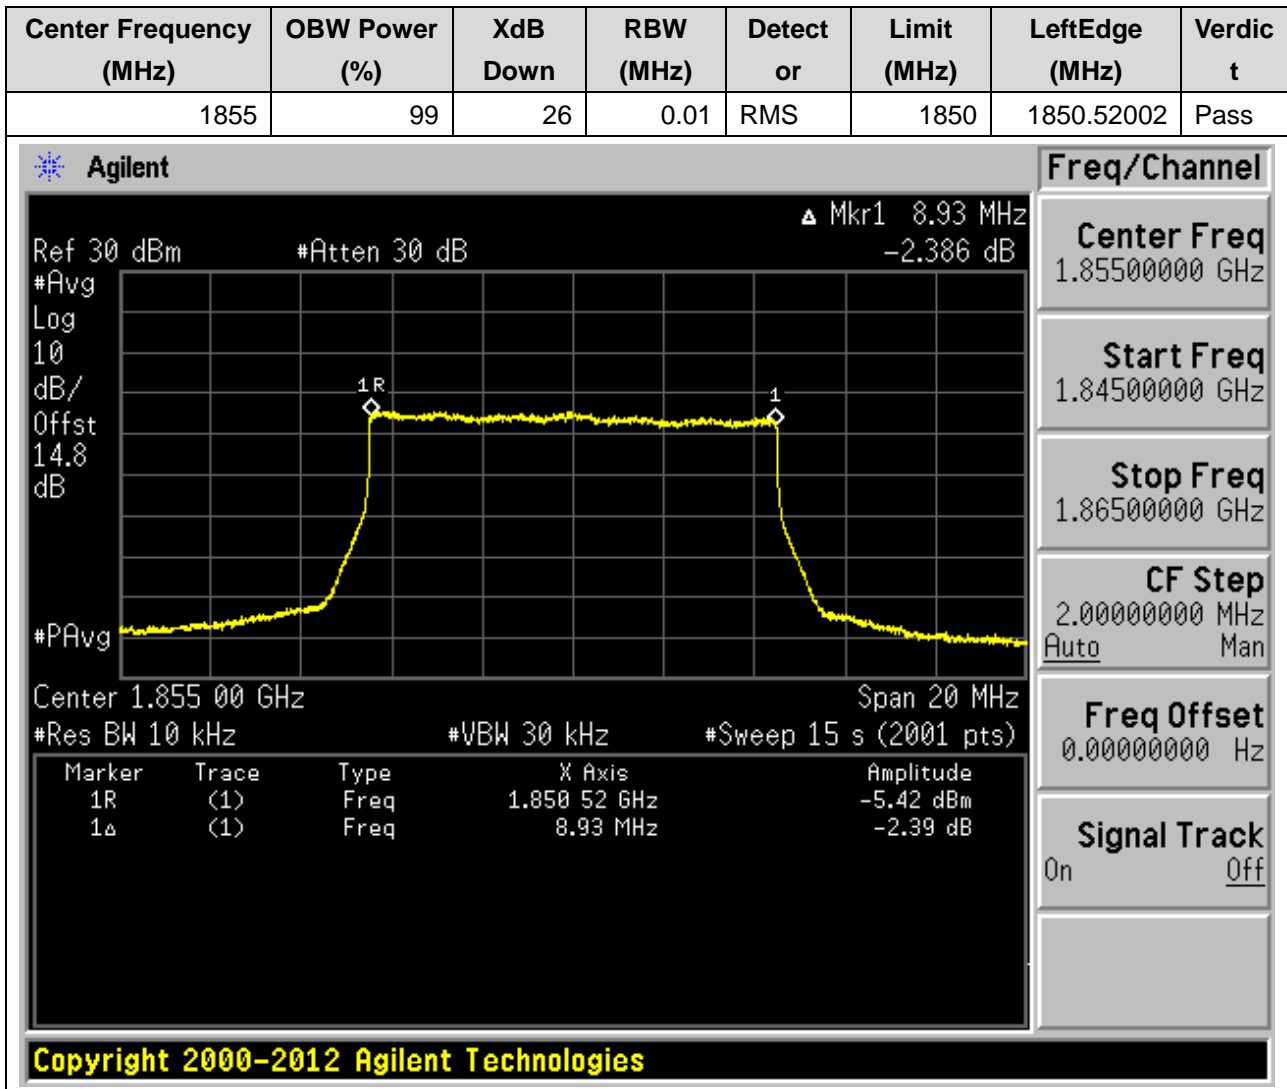 Center Frequency (MHz) OBW Power (%) XdB Down RBW (MHz) Detect or Limit (MHz) LeftEdge (MHz) Verdic t
1855 99 26 0.01 RMS 1850 1850.52002 Pass
Agilent
Freq/Channel
Δ Mkr1 8.93 MHz
Ref 30 dBm #Atten 30 dB -2.386 dB
#Avg
Log
10
dB/
Offst
14.8
dB
#PAvg
1R
1
Center 1.855 00 GHz Span 20 MHz
#Res BW 10 kHz #VBW 30 kHz #Sweep 15 s (2001 pts)
Marker Trace Type X Axis Amplitude
1R (1) Freq 1.850 52 GHz -5.42 dBm
1Δ (1) Freq 8.93 MHz -2.39 dB
Center Freq
1.85500000 GHz
Start Freq
1.84500000 GHz
Stop Freq
1.86500000 GHz
CF Step
2.00000000 MHz
Auto Man
Freq Offset
0.00000000 Hz
Signal Track
On Off
Copyright 2000-2012 Agilent Technologies